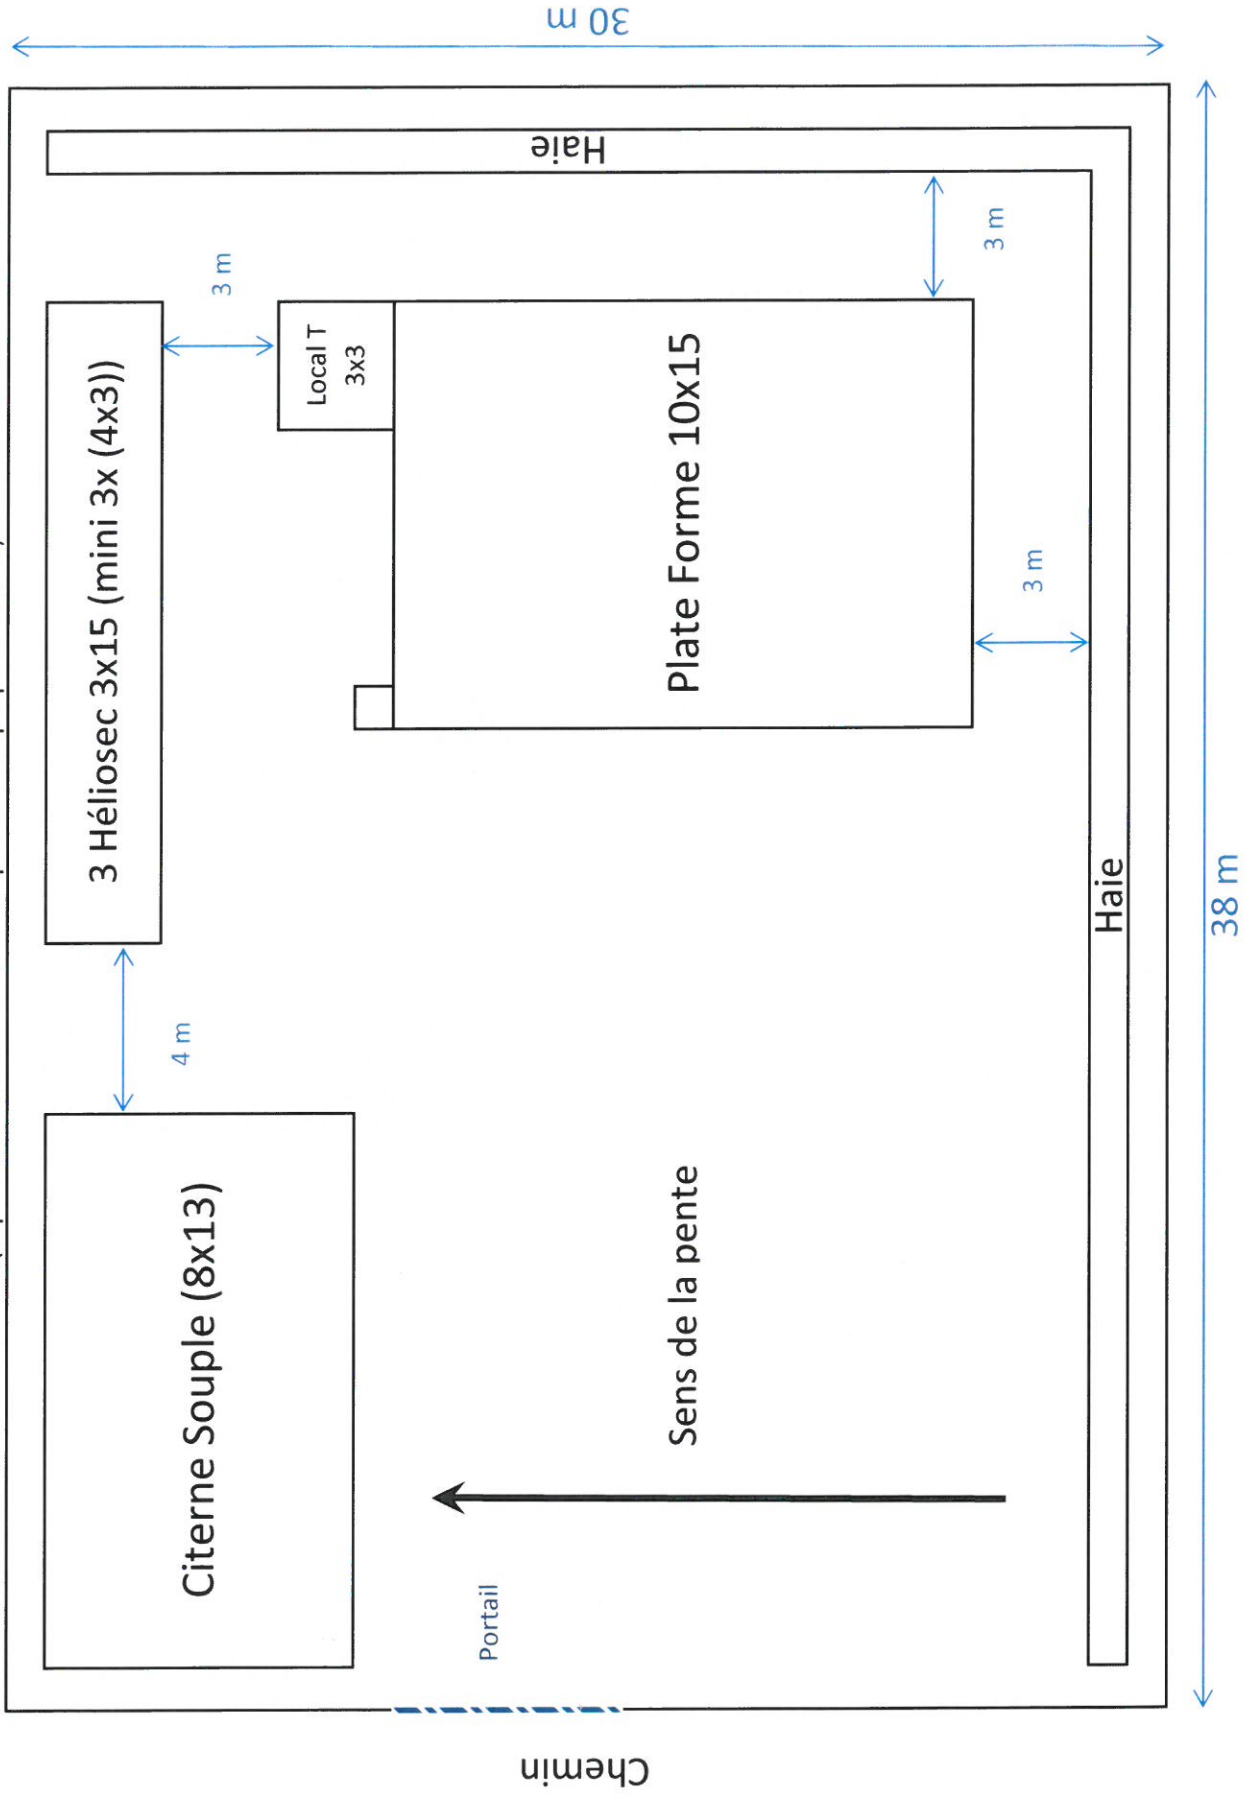 3 Héliosec 3x15 (mini 3x (4x3))
Citerne Souple (8x13)
4 m
3 m
Local T
3x3
Plate Forme 10x15
3 m
3 m
Haie
Haie
Sens de la pente
Portail
Chemin
30 m
38 m